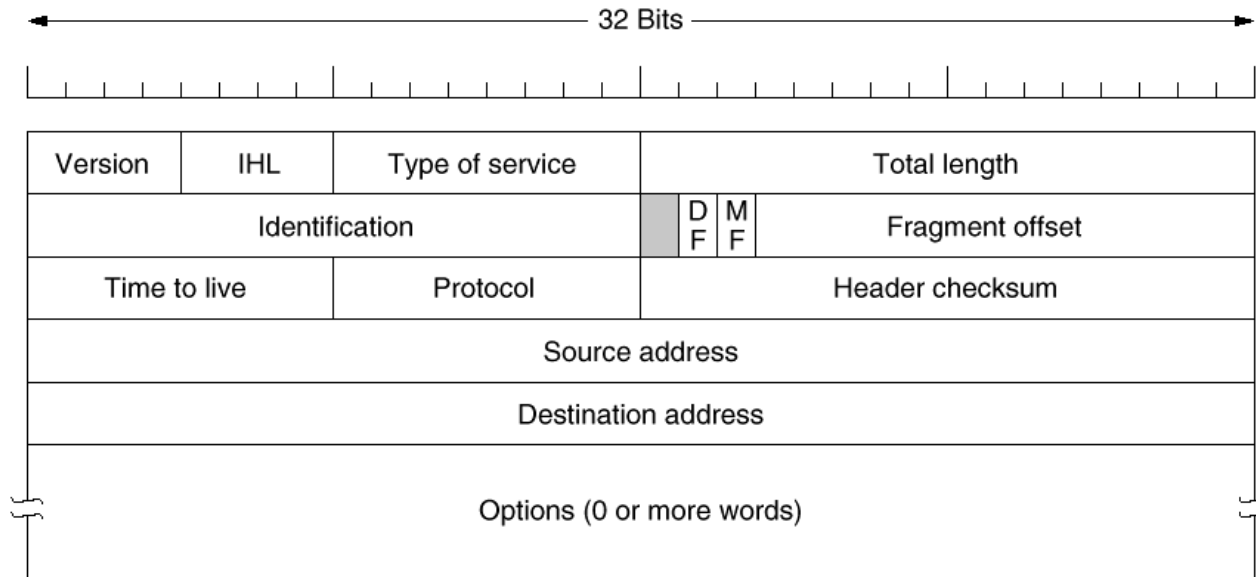 32 Bits
Version IHL Type of service Total length
Identification D F M F Fragment offset
Time to live Protocol Header checksum
Source address
Destination address
Options (0 or more words)